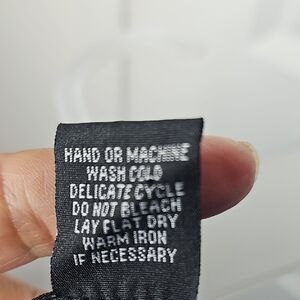 HAND OR MACHINE
WASH COLD
DELICATE CYCLE
DO NOT BLEACH
LAY FLAT DRY
WARM IRON
IF NECESSARY